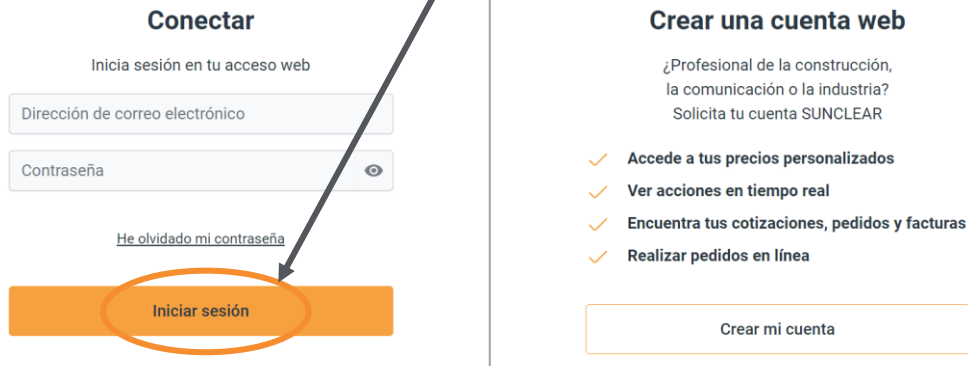 Conectar
Inicia sesión en tu acceso web
Dirección de correo electrónico
Contraseña
He olvidado mi contraseña
Iniciar sesión
Crear una cuenta web
¿Profesional de la construcción,
la comunicación o la industria?
Solicita tu cuenta SUNCLEAR
Accede a tus precios personalizados
Ver acciones en tiempo real
Encuentra tus cotizaciones, pedidos y facturas
Realizar pedidos en línea
Crear mi cuenta